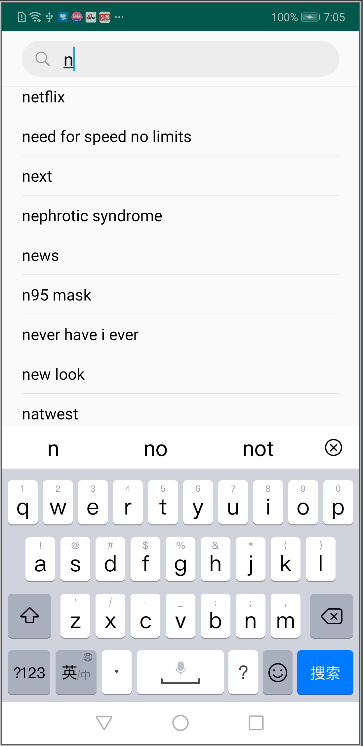 100% 7:05
n
netflix
need for speed no limits
next
nephrotic syndrome
news
n95 mask
never have i ever
new look
natwest
n no not
1 2 3 4 5 6 7 8 9 0
q w e r t y u i o p
! @ # $ % & * ( )
a s d f g h j k l
' / - _ : ; ,
z x c v b n m
?123 英/中 . ? 搜索